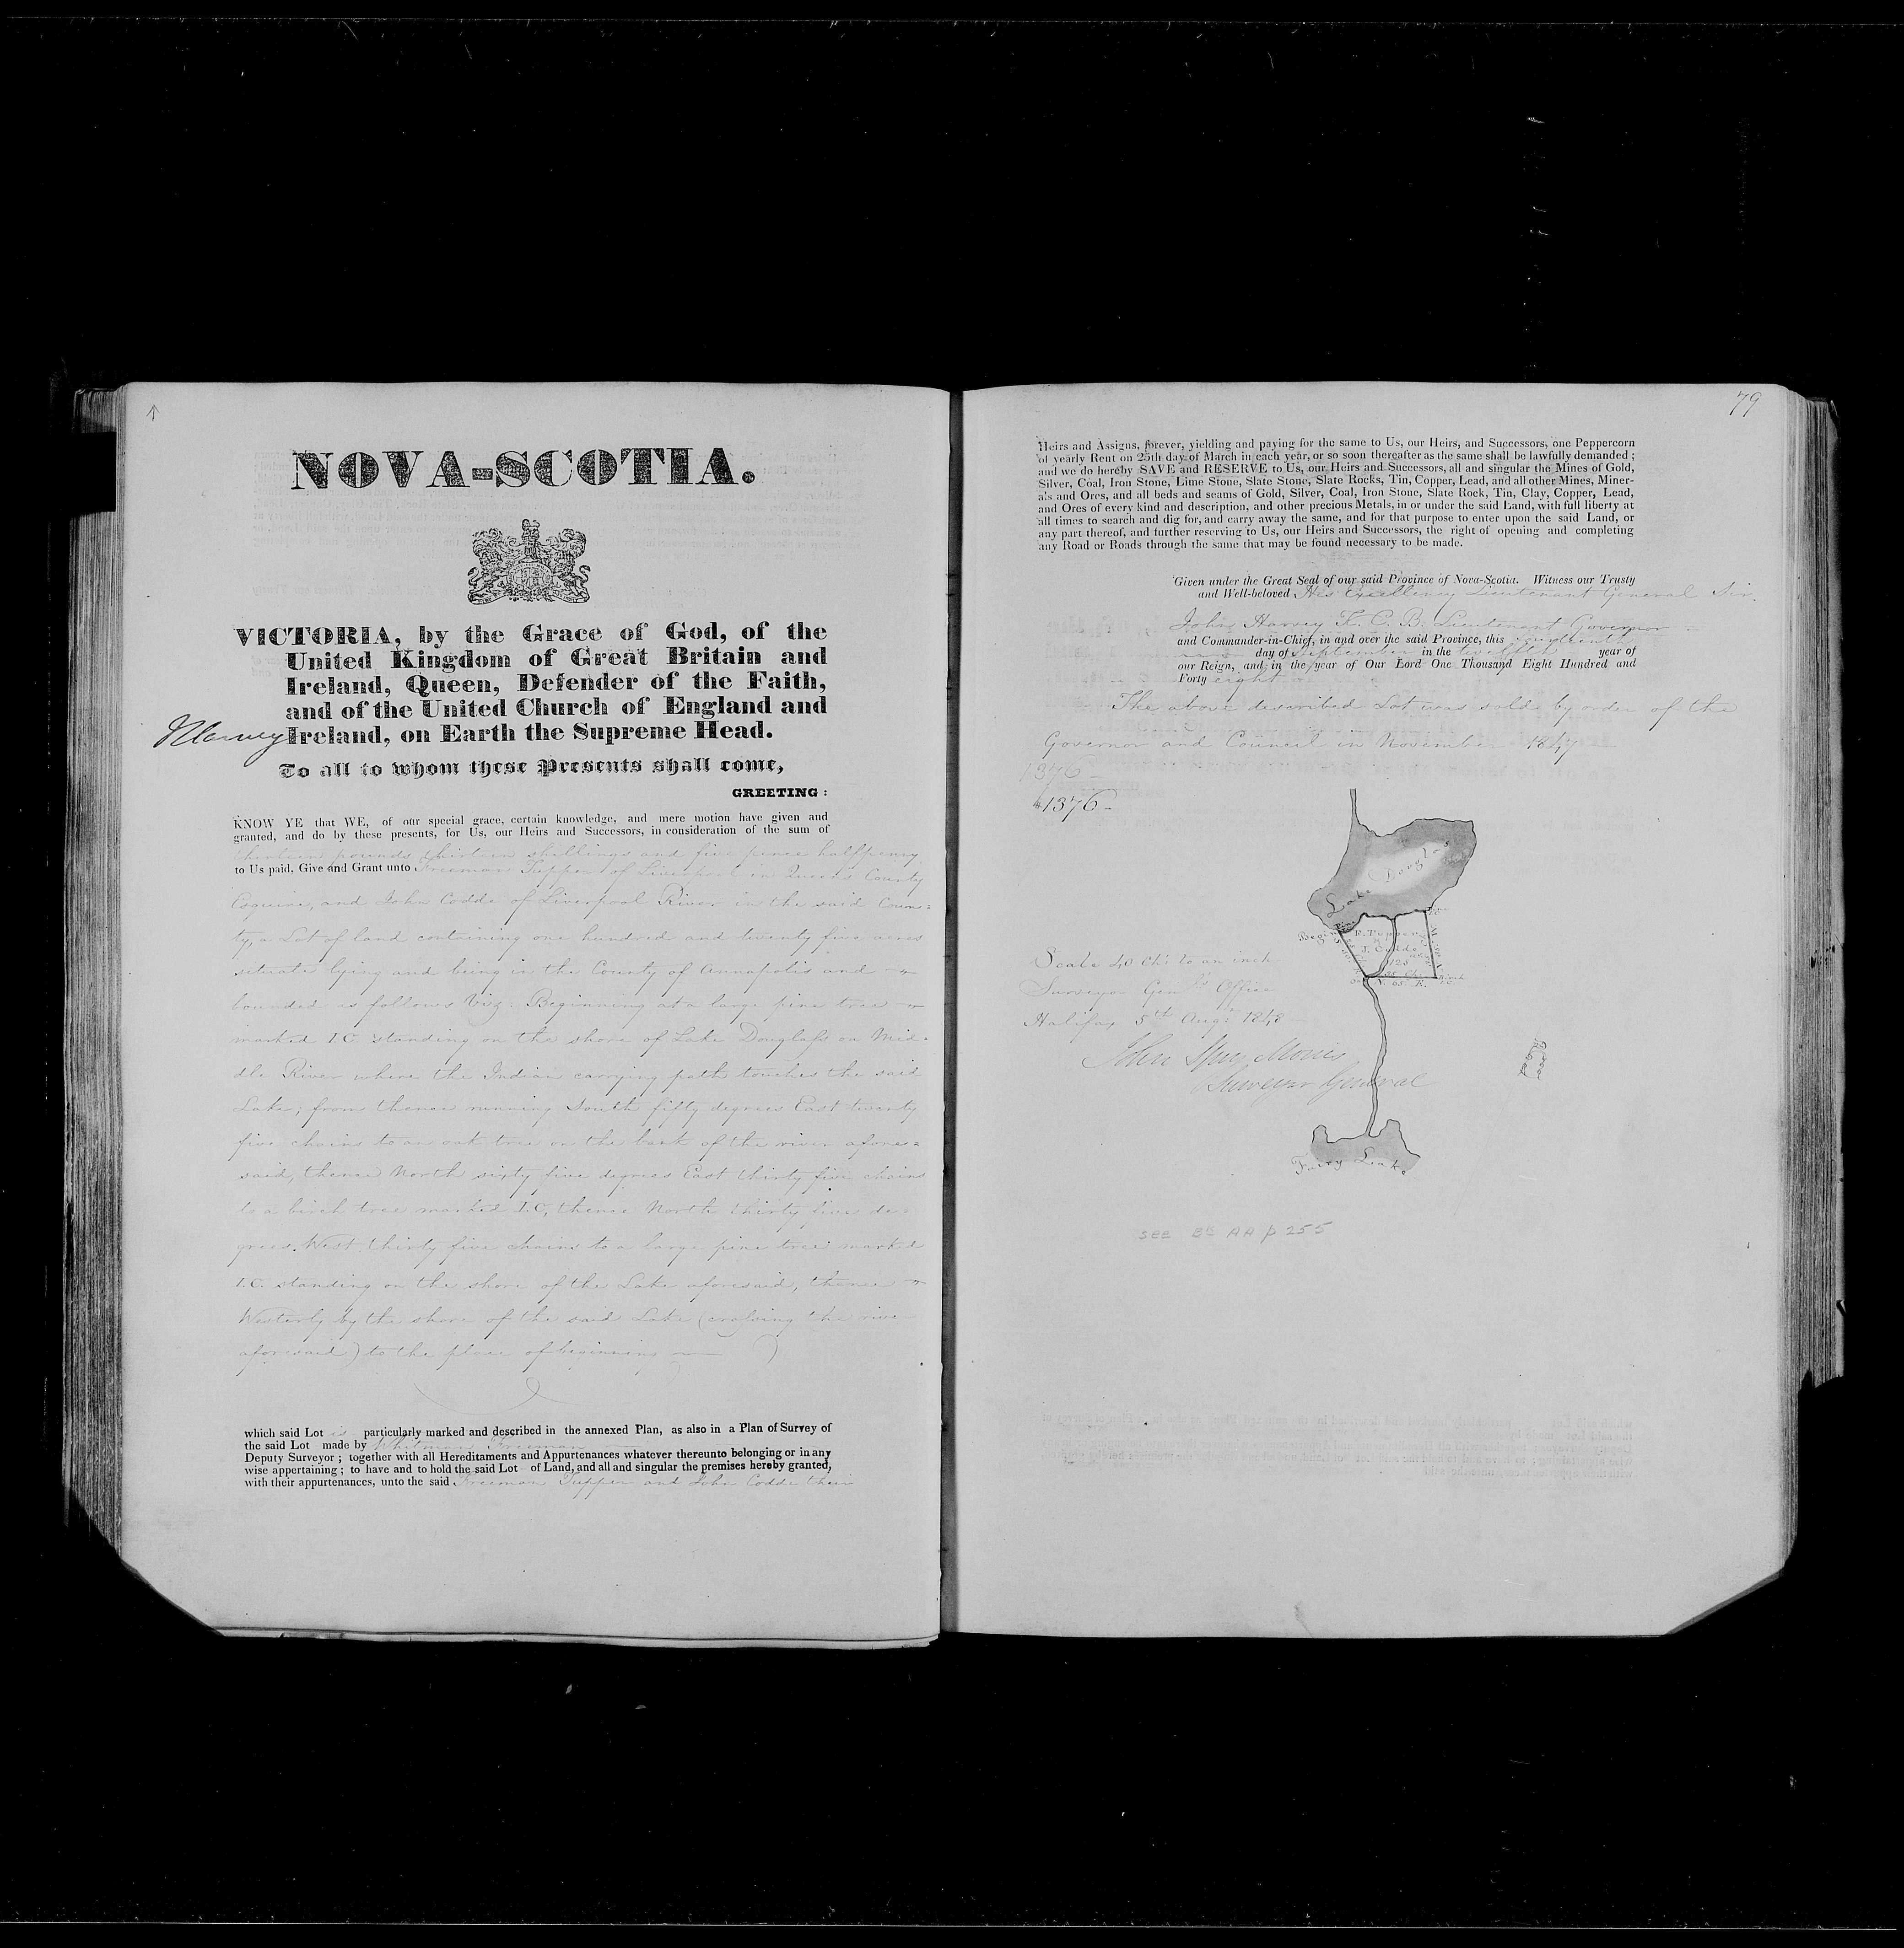 NOVA-SCOTIA.
VICTORIA, by the Grace of God, of the
United Kingdom of Great Britain and
Ireland, Queen, Defender of the Faith,
and of the United Church of England and
JHarvey Ireland, on Earth the Supreme Head.
To all to whom these Presents shall come,
GREETING:
KNOW YE that WE, of our special grace, certain knowledge, and mere motion have given and
granted, and do by these presents, for Us, our Heirs and Successors, in consideration of the sum of
pounds thirteen shillings and five pence halfpenny
to Us paid, Give and Grant unto Freeman Tupper of Liverpool in Queen's County
Esquire, and John Codde of Liverpool River in the said Coun=
ty, a Lot of land containing one hundred and twenty five acres
situate lying and being in the County of Annapolis and
bounded as follows Viz: Beginning at a large pine tree
marked I.C. standing on the shore of Lake Douglass on Mid=
dle River where the Indian carrying path touches the said
Lake; from thence running South fifty degrees East twenty
five chains to an oak tree on the bank of the river afore=
said, thence North sixty five degrees East thirty five chains
to a birch tree marked I.C, thence North thirty five de=
grees West thirty five chains to a large pine tree marked
I.C. standing on the shore of the Lake aforesaid, thence
Westerly by the shore of the said Lake (crossing the river
aforesaid) to the place of beginning
which said Lot is particularly marked and described in the annexed Plan, as also in a Plan of Survey of
the said Lot made by Whitman Freeman
Deputy Surveyor; together with all Hereditaments and Appurtenances whatever thereunto belonging or in any
wise appertaining; to have and to hold the said Lot of Land, and all and singular the premises hereby granted,
with their appurtenances, unto the said Freeman Tupper and John Codde their
79
Heirs and Assigns, forever, yielding and paying for the same to Us, our Heirs, and Successors, one Peppercorn
of yearly Rent on 25th day of March in each year, or so soon thereafter as the same shall be lawfully demanded;
and we do hereby SAVE and RESERVE to Us, our Heirs and Successors, all and singular the Mines of Gold,
Silver, Coal, Iron Stone, Lime Stone, Slate Stone, Slate Rocks, Tin, Copper, Lead, and all other Mines, Miner-
als and Ores, and all beds and seams of Gold, Silver, Coal, Iron Stone, Slate Rock, Tin, Clay, Copper, Lead,
and Ores of every kind and description, and other precious Metals, in or under the said Land, with full liberty at
all times to search and dig for, and carry away the same, and for that purpose to enter upon the said Land, or
any part thereof, and further reserving to Us, our Heirs and Successors, the right of opening and completing
any Road or Roads through the same that may be found necessary to be made.
Given under the Great Seal of our said Province of Nova-Scotia. Witness our Trusty
and Well-beloved His Excellency Lieutenant General Sir
John Harvey K. C. B. Lieutenant Governor
and Commander-in-Chief, in and over the said Province, this
day of September in the twelfth year of
our Reign, and in the year of Our Lord One Thousand Eight Hundred and
Forty eight
The above described Lot was sold by order of the
Governor and Council in November 1847
1376
#1376
Lake Douglas
Begin
F. Tupper
J. Codde
125
35 Ch.
N. 65 E.
Scale 40 Chs to an inch
Surveyor Genls Office
Halifax 5th Augt 1848
John Spry Morris
Surveyor General
Fairy Lake
see Bk AA p 255